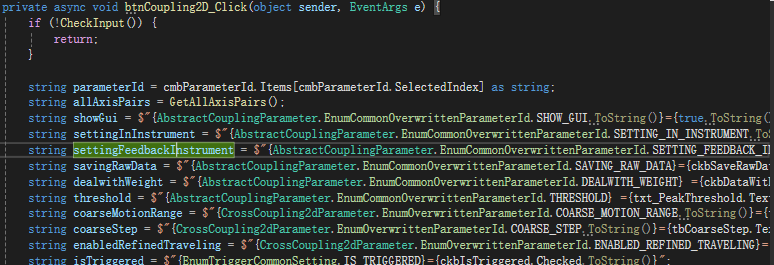 private async void btnCoupling2D_Click(object sender, EventArgs e) {
if (!CheckInput()) {
return;
}
string parameterId = cmbParameterId.Items[cmbParameterId.SelectedIndex] as string;
string allAxisPairs = GetAllAxisPairs();
string showGui = $"{AbstractCouplingParameter.EnumCommonOverwrittenParameterId.SHOW_GUI.ToString()}={true.ToString()
string settingInInstrument = $"{AbstractCouplingParameter.EnumCommonOverwrittenParameterId.SETTING_IN_INSTRUMENT.ToS
string settingFeedbackInstrument = $"{AbstractCouplingParameter.EnumCommonOverwrittenParameterId.SETTING_FEEDBACK_IN
string savingRawData = $"{AbstractCouplingParameter.EnumCommonOverwrittenParameterId.SAVING_RAW_DATA}={ckbSaveRawDa
string dealwithWeight = $"{AbstractCouplingParameter.EnumCommonOverwrittenParameterId.DEALWITH_WEIGHT} ={ckbDataWith
string threshold = $"{AbstractCouplingParameter.EnumCommonOverwrittenParameterId.THRESHOLD} ={txt_PeakThreshold.Text
string coarseMotionRange = $"{CrossCoupling2dParameter.EnumOverwrittenParameterId.COARSE_MOTION_RANGE.ToString()}={t
string coarseStep = $"{CrossCoupling2dParameter.EnumOverwrittenParameterId.COARSE_STEP.ToString()}={tbCoarseStep.Tex
string enabledRefinedTraveling = $"{CrossCoupling2dParameter.EnumOverwrittenParameterId.ENABLED_REFINED_TRAVELING}=
string isTriggered = $"{EnumTriggerCommonSetting.IS_TRIGGERED}={ckbIsTriggered.Checked.ToString()}";